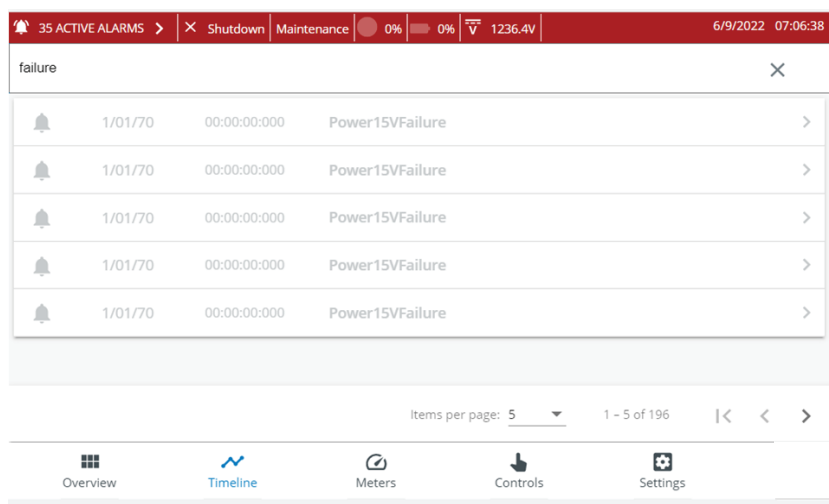 35 ACTIVE ALARMS Shutdown Maintenance 0% 0% V 1236.4V 6/9/2022 07:06:38
failure
1/01/70 00:00:00:000 Power15VFailure
1/01/70 00:00:00:000 Power15VFailure
1/01/70 00:00:00:000 Power15VFailure
1/01/70 00:00:00:000 Power15VFailure
1/01/70 00:00:00:000 Power15VFailure
Items per page: 5 1 – 5 of 196
Overview Timeline Meters Controls Settings